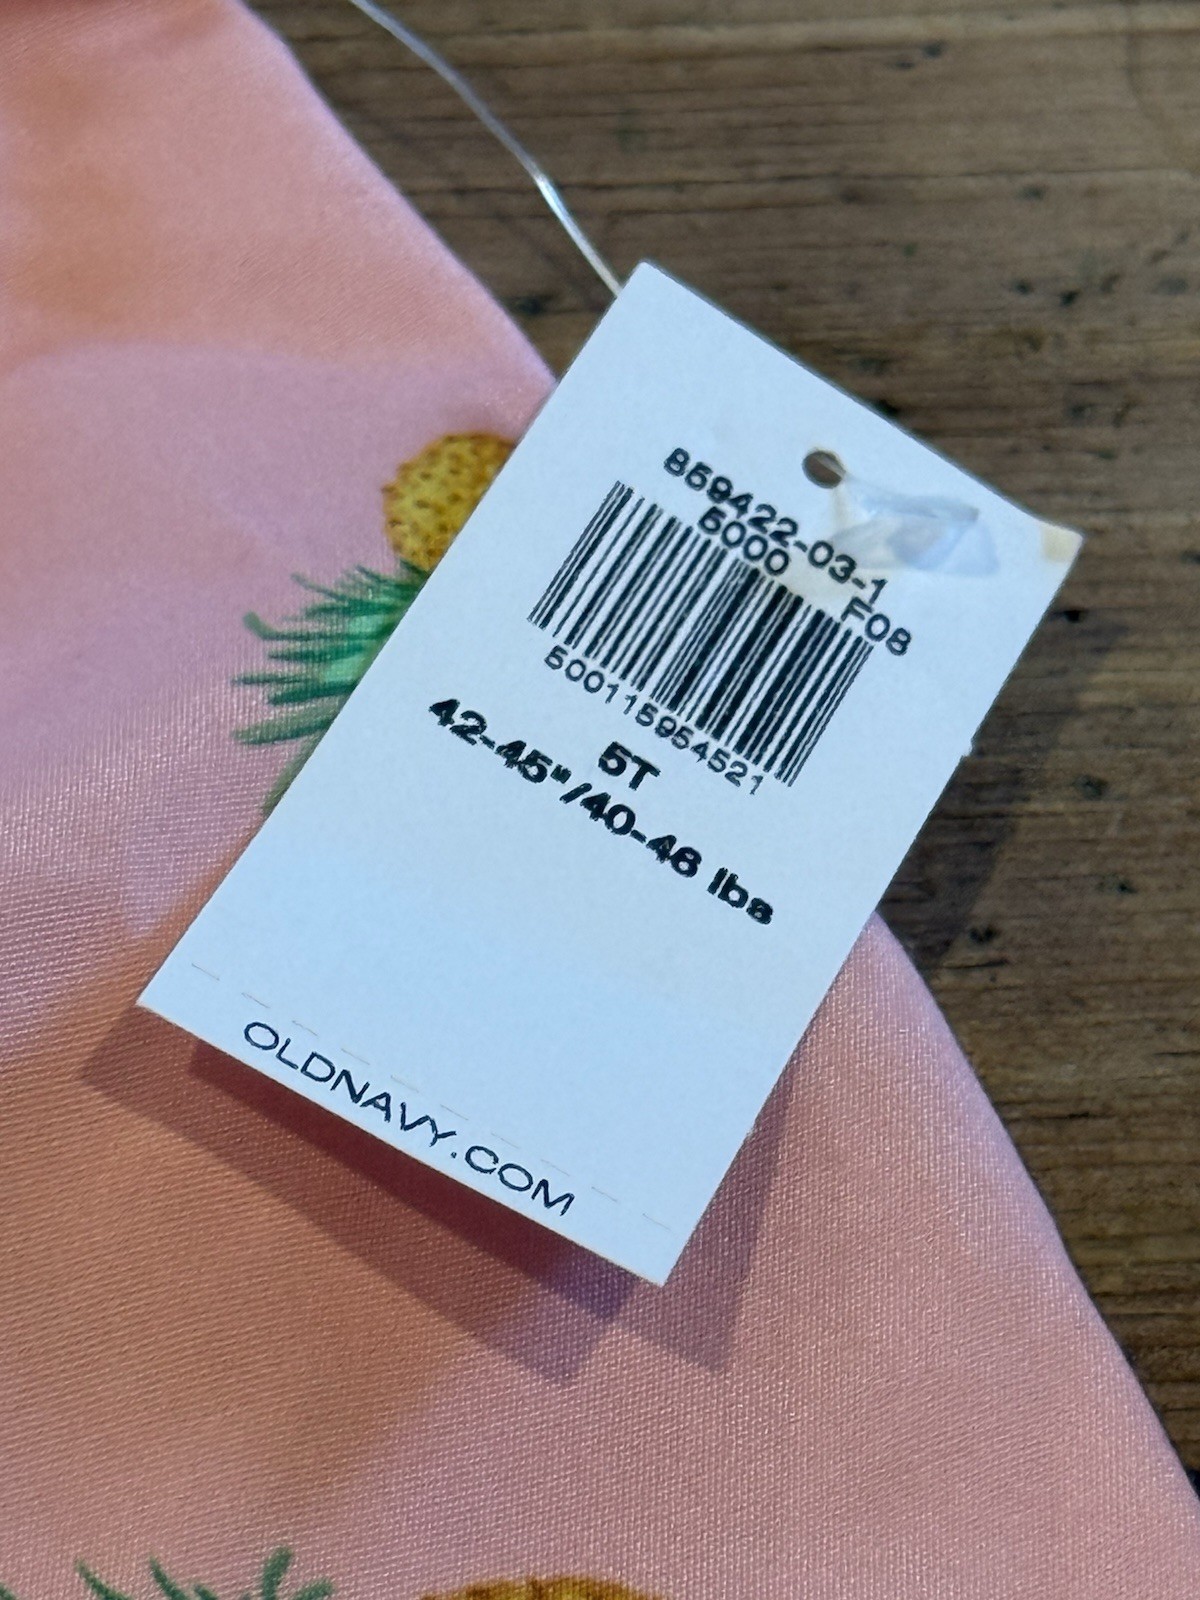 859422-03-1
5000 F08
500115954521
5T
42-45"/40-46 lbs
OLDNAVY.COM